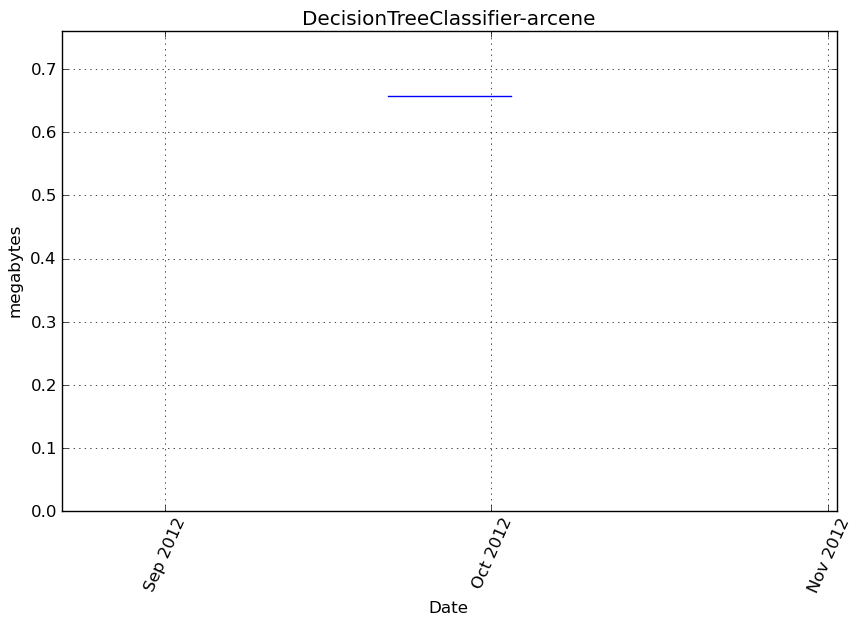 DecisionTreeClassifier-arcene
0.7
0.6
0.5
0.4
0.3
0.2
0.1
0.0
megabytes
Sep 2012
Oct 2012
Nov 2012
Date